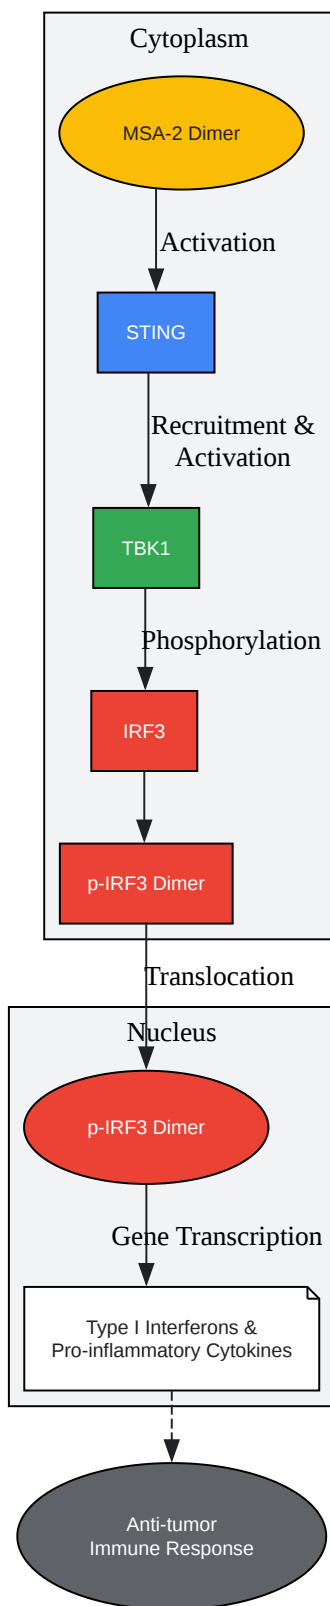 Cytoplasm
MSA-2 Dimer
Activation
STING
Recruitment &
Activation
TBK1
Phosphorylation
IRF3
p-IRF3 Dimer
Translocation
Nucleus
p-IRF3 Dimer
Gene Transcription
Type I Interferons &
Pro-inflammatory Cytokines
Anti-tumor
Immune Response